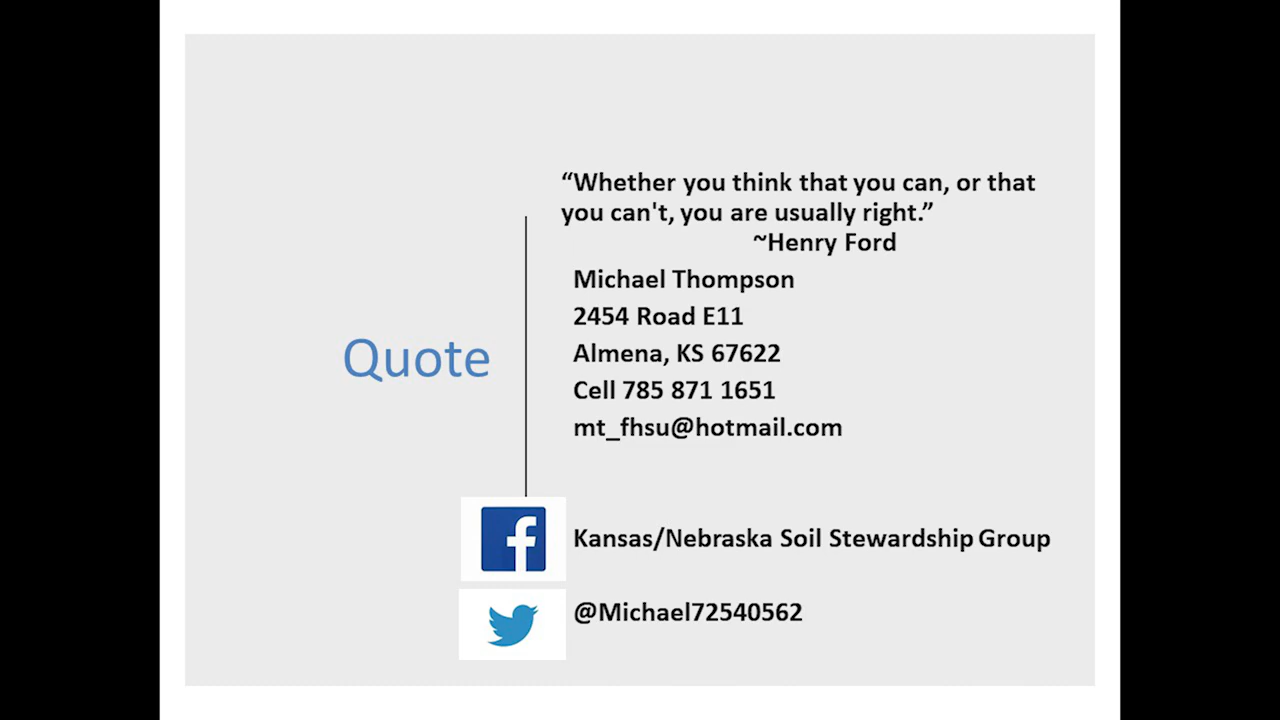 Quote
“Whether you think that you can, or that
you can't, you are usually right.”
~Henry Ford
Michael Thompson
2454 Road E11
Almena, KS 67622
Cell 785 871 1651
mt_fhsu@hotmail.com
Kansas/Nebraska Soil Stewardship Group
@Michael72540562